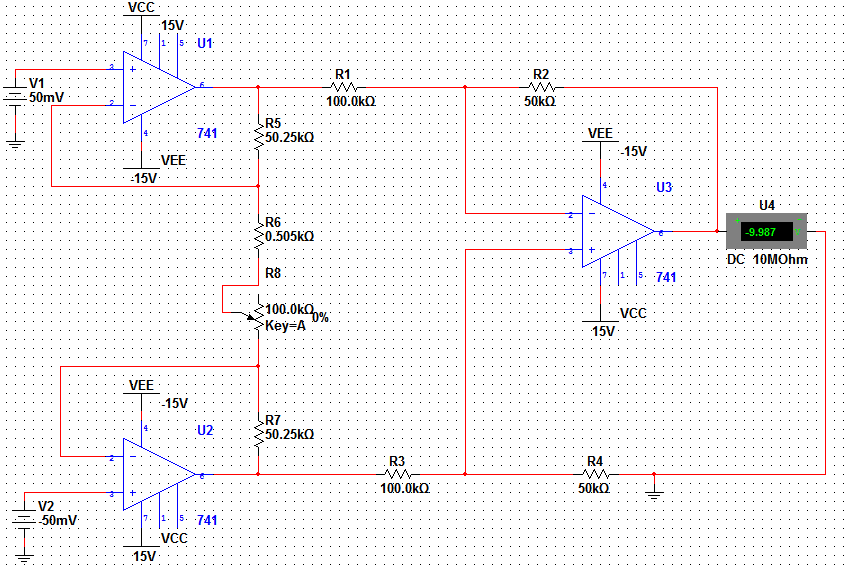 VCC
15V
7
1
5
U1
3
+
V1
50mV
2
−
6
4
741
VEE
-15V
R1
100.0kΩ
R2
50kΩ
R5
50.25kΩ
R6
0.505kΩ
R8
100.0kΩ
0%
Key=A
VEE
-15V
4
U3
2
−
3
+
6
7
1
5
741
VCC
15V
U4
+
-9.987
DC 10MOhm
VEE
-15V
4
U2
2
−
6
3
+
V2
-50mV
7
1
5
741
VCC
15V
R7
50.25kΩ
R3
100.0kΩ
R4
50kΩ